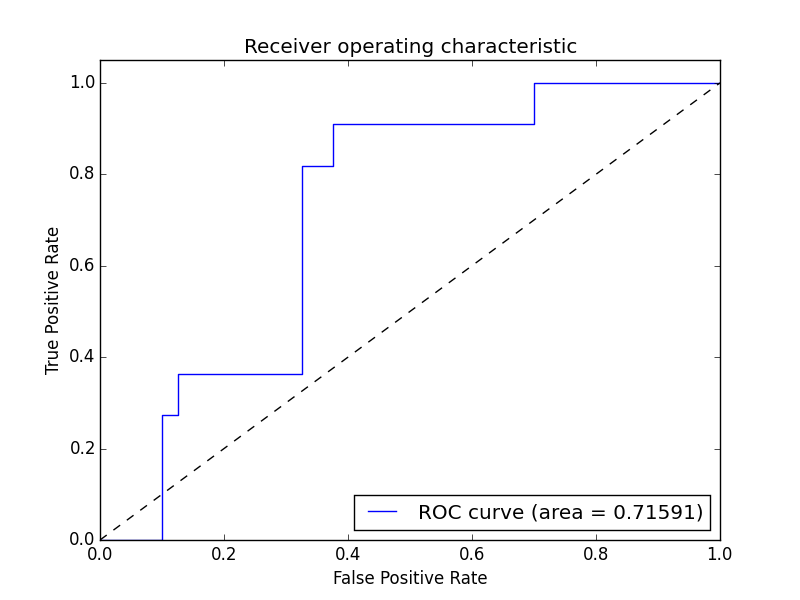 Receiver operating characteristic
1.0
0.8
0.6
0.4
0.2
0.0
True Positive Rate
ROC curve (area = 0.71591)
0.0 0.2 0.4 0.6 0.8 1.0
False Positive Rate